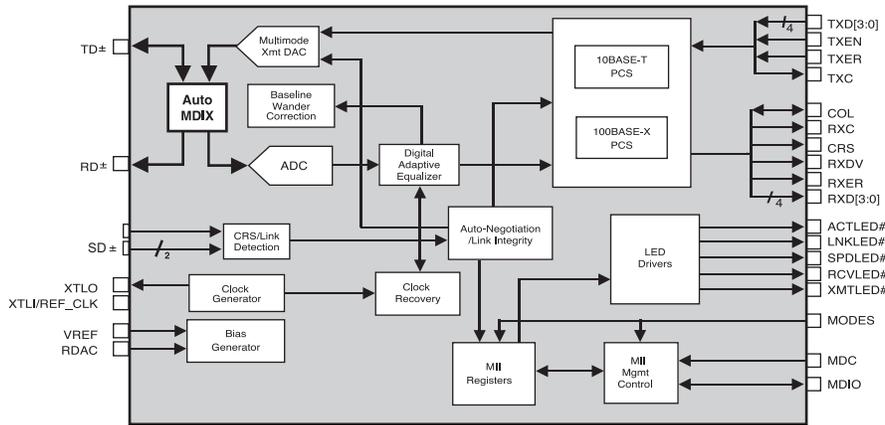 TD±
RD±
SD ±
XTLO
XTLI/REF_CLK
VREF
RDAC
Multimode
Xmt DAC
Auto
MDIX
Baseline
Wander
Correction
ADC
Digital
Adaptive
Equalizer
10BASE-T
PCS
100BASE-X
PCS
CRS/Link
Detection
2
Auto-Negotiation
/Link Integrity
Clock
Generator
Clock
Recovery
Bias
Generator
LED
Drivers
MII
Registers
MII
Mgmt
Control
4
TXD[3:0]
TXEN
TXER
TXC
COL
RXC
CRS
RXDV
RXER
4
RXD[3:0]
ACTLED#
LNKLED#
SPDLED#
RCVLED#
XMTLED#
MODES
MDC
MDIO